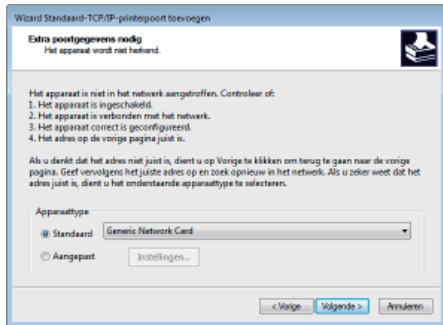 Wizard Standaard-TCP/IP-printerpoort toevoegen
Extra poortgegevens nodig
Het apparaat wordt niet herkend.
Het apparaat is niet in het netwerk aangetroffen. Controleer of:
1. Het apparaat is ingeschakeld.
2. Het apparaat is verbonden met het netwerk.
3. Het apparaat correct is geconfigureerd.
4. Het adres op de vorige pagina juist is.
Als u denkt dat het adres niet juist is, dient u op Vorige te klikken om terug te gaan naar de vorige
pagina. Geef vervolgens het juiste adres op en zoek opnieuw in het netwerk. Als u zeker weet dat het
adres juist is, dient u het onderstaande apparaattype te selecteren.
Apparaattype
Standaard
Generic Network Card
Aangepast
Instellingen...
< Vorige
Volgende >
Annuleren